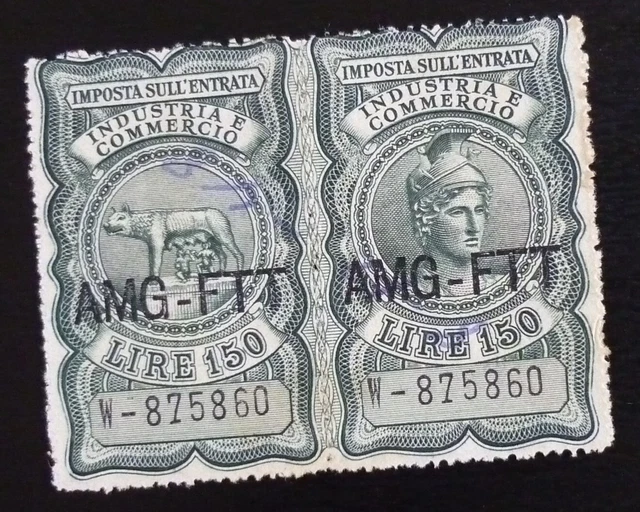 IMPOSTA SULL'ENTRATA
INDUSTRIA E
COMMERCIO
AMG-FTT
LIRE 150
W-875860
IMPOSTA SULL'ENTRATA
INDUSTRIA E
COMMERCIO
AMG-FTT
LIRE 150
W-875860